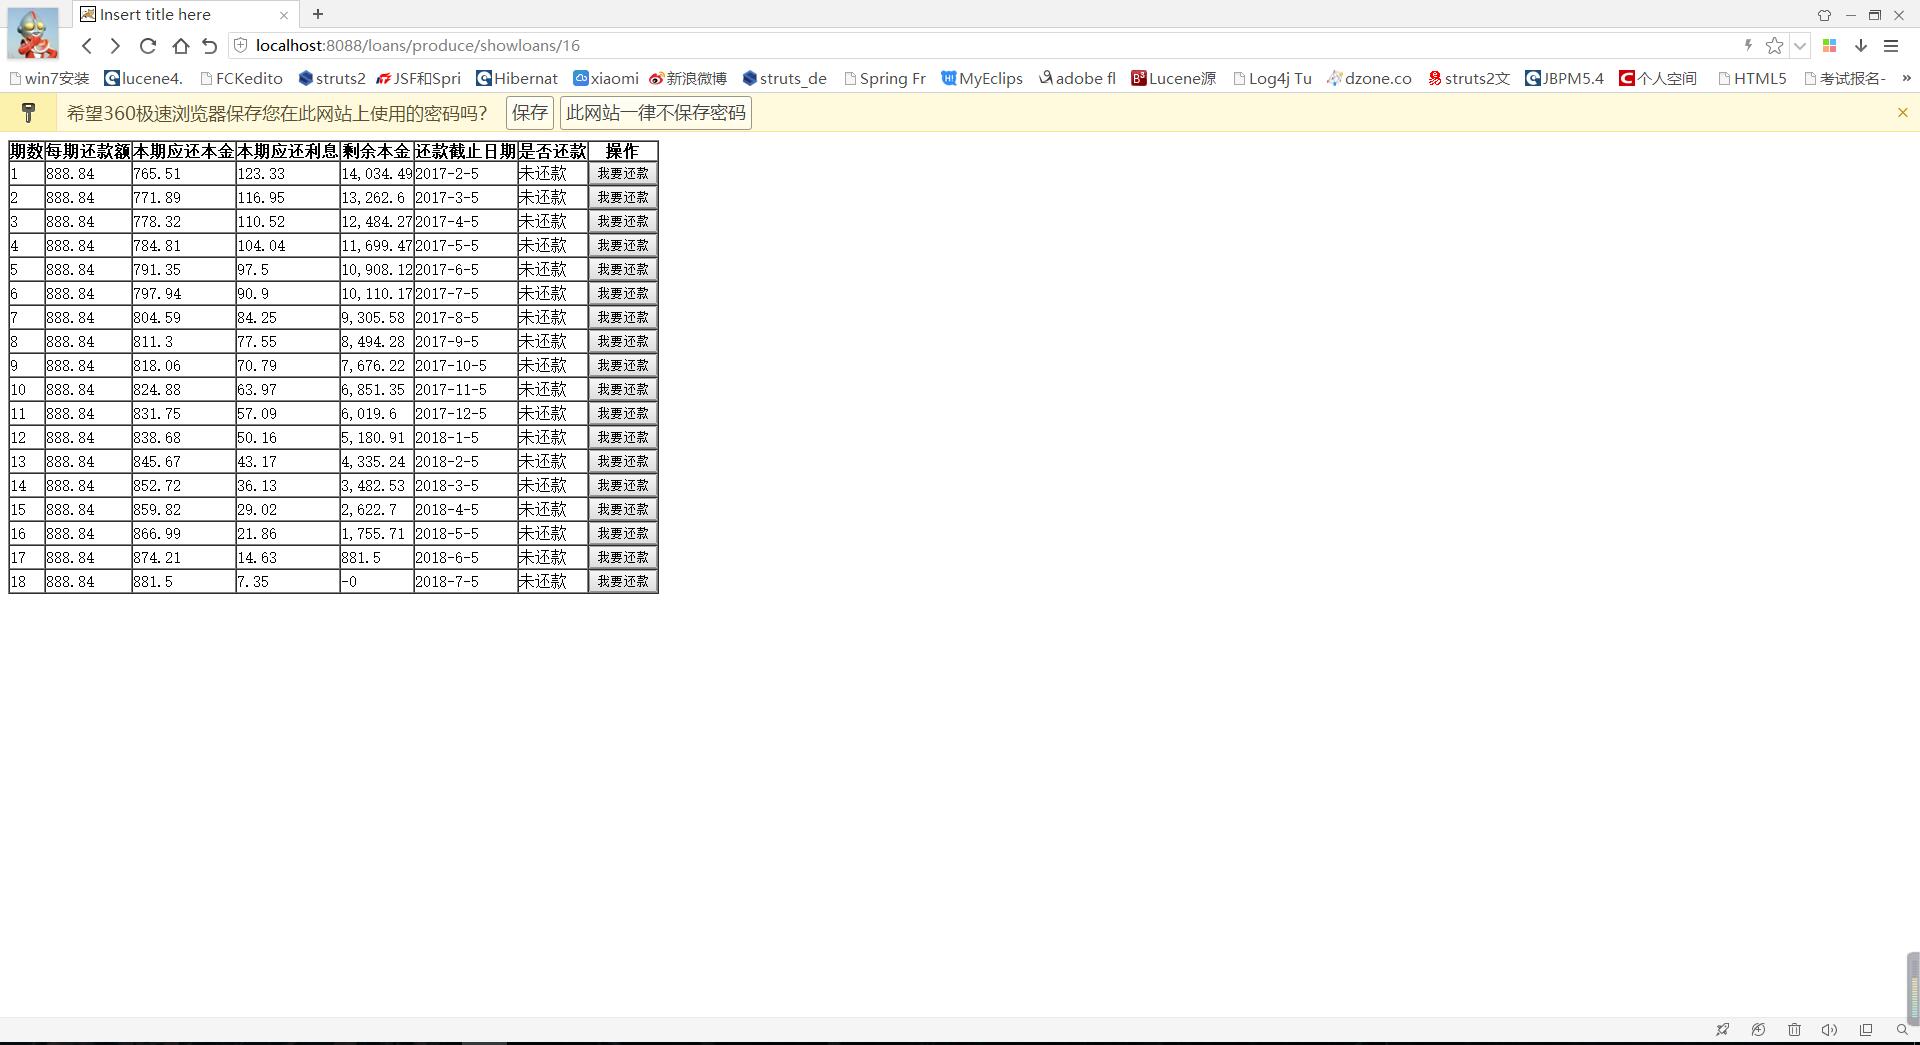 Insert title here
localhost:8088/loans/produce/showloans/16
win7安装 lucene4. FCKedito struts2 JSF和Spri Hibernat xiaomi 新浪微博 struts_de Spring Fr MyEclips adobe fl Lucene源 Log4j Tu dzone.co struts2文 JBPM5.4 个人空间 HTML5 考试报名- »
希望360极速浏览器保存您在此网站上使用的密码吗? 保存 此网站一律不保存密码
期数 每期还款额 本期应还本金 本期应还利息 剩余本金 还款截止日期 是否还款 操作
1 888.84 765.51 123.33 14,034.49 2017-2-5 未还款 我要还款
2 888.84 771.89 116.95 13,262.6 2017-3-5 未还款 我要还款
3 888.84 778.32 110.52 12,484.27 2017-4-5 未还款 我要还款
4 888.84 784.81 104.04 11,699.47 2017-5-5 未还款 我要还款
5 888.84 791.35 97.5 10,908.12 2017-6-5 未还款 我要还款
6 888.84 797.94 90.9 10,110.17 2017-7-5 未还款 我要还款
7 888.84 804.59 84.25 9,305.58 2017-8-5 未还款 我要还款
8 888.84 811.3 77.55 8,494.28 2017-9-5 未还款 我要还款
9 888.84 818.06 70.79 7,676.22 2017-10-5 未还款 我要还款
10 888.84 824.88 63.97 6,851.35 2017-11-5 未还款 我要还款
11 888.84 831.75 57.09 6,019.6 2017-12-5 未还款 我要还款
12 888.84 838.68 50.16 5,180.91 2018-1-5 未还款 我要还款
13 888.84 845.67 43.17 4,335.24 2018-2-5 未还款 我要还款
14 888.84 852.72 36.13 3,482.53 2018-3-5 未还款 我要还款
15 888.84 859.82 29.02 2,622.7 2018-4-5 未还款 我要还款
16 888.84 866.99 21.86 1,755.71 2018-5-5 未还款 我要还款
17 888.84 874.21 14.63 881.5 2018-6-5 未还款 我要还款
18 888.84 881.5 7.35 -0 2018-7-5 未还款 我要还款